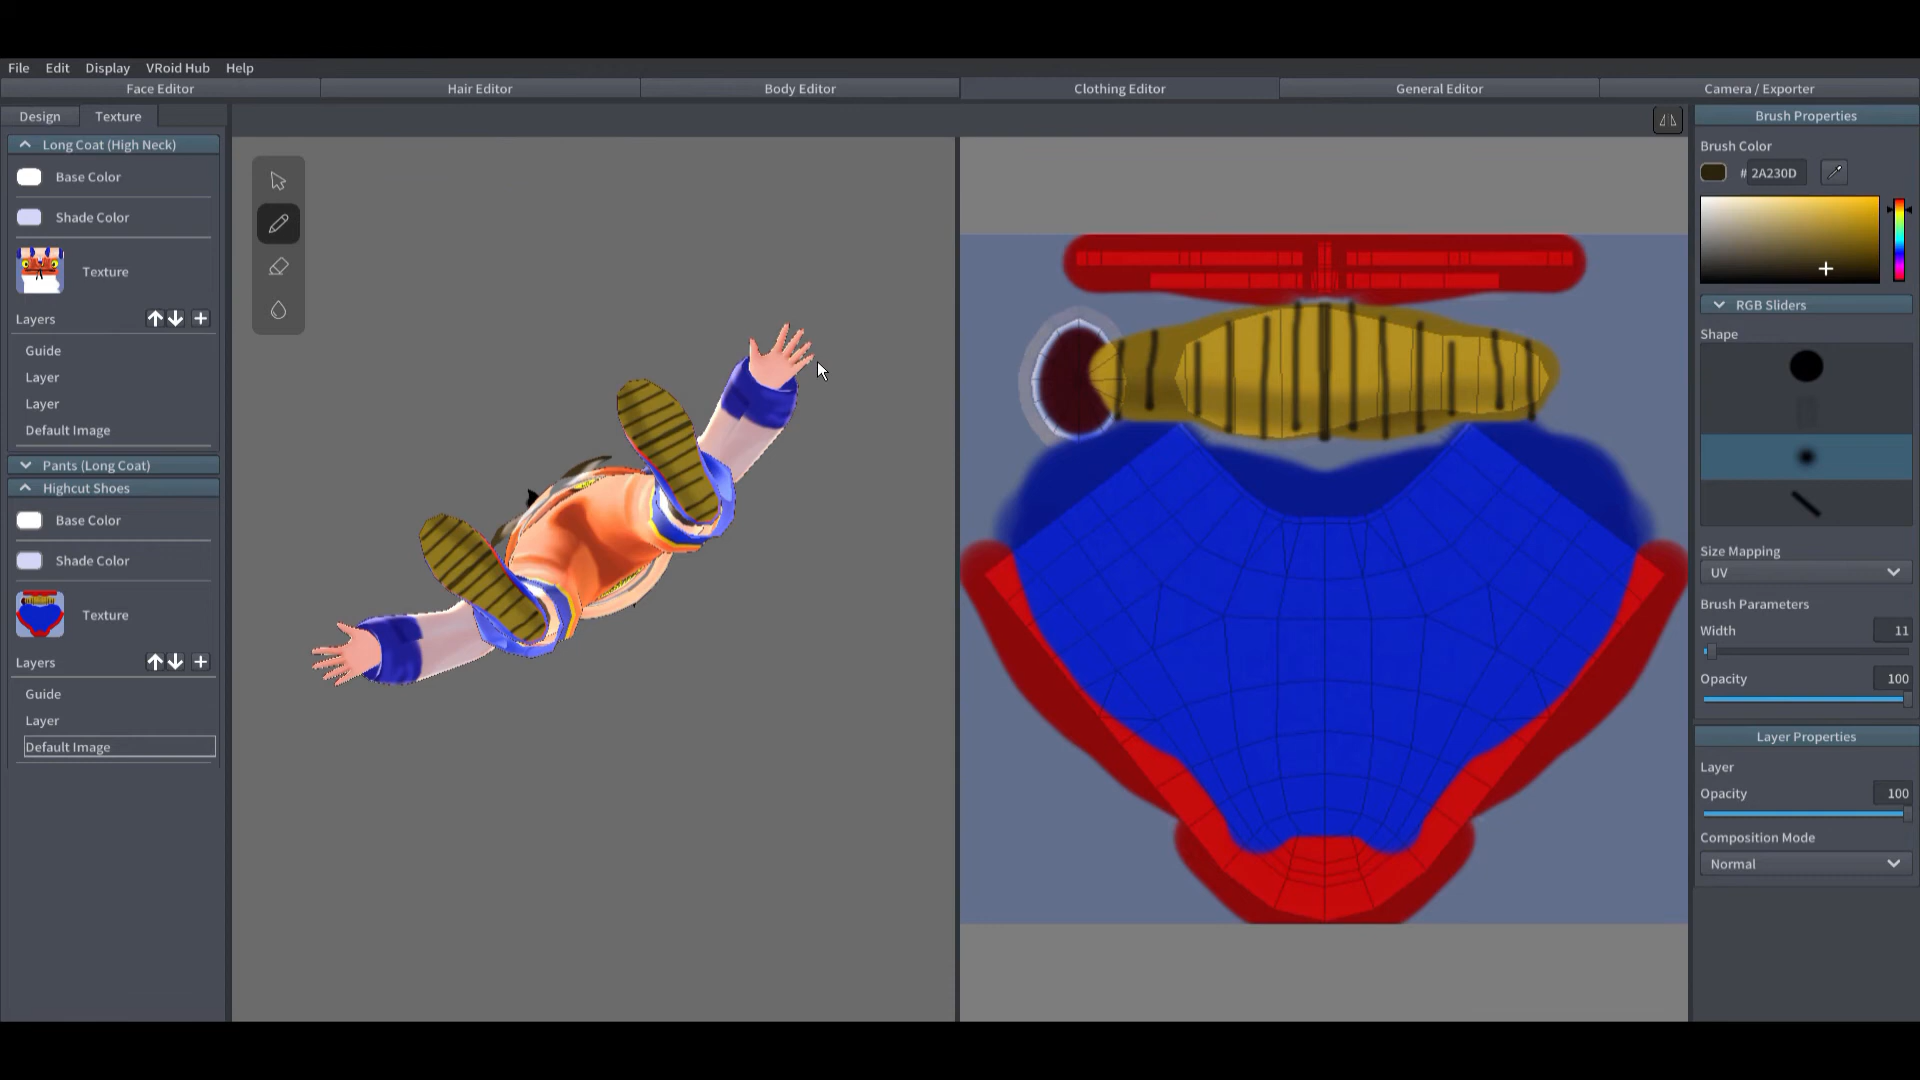 File Edit Display VRoid Hub Help
Face Editor Hair Editor Body Editor Clothing Editor General Editor Camera / Exporter
Design Texture
Long Coat (High Neck)
Base Color
Shade Color
Texture
Layers
Guide
Layer
Layer
Default Image
Pants (Long Coat)
Highcut Shoes
Base Color
Shade Color
Texture
Layers
Guide
Layer
Default Image
Brush Properties
Brush Color
# 2A230D
RGB Sliders
Shape
Size Mapping
UV
Brush Parameters
Width 11
Opacity 100
Layer Properties
Layer
Opacity 100
Composition Mode
Normal